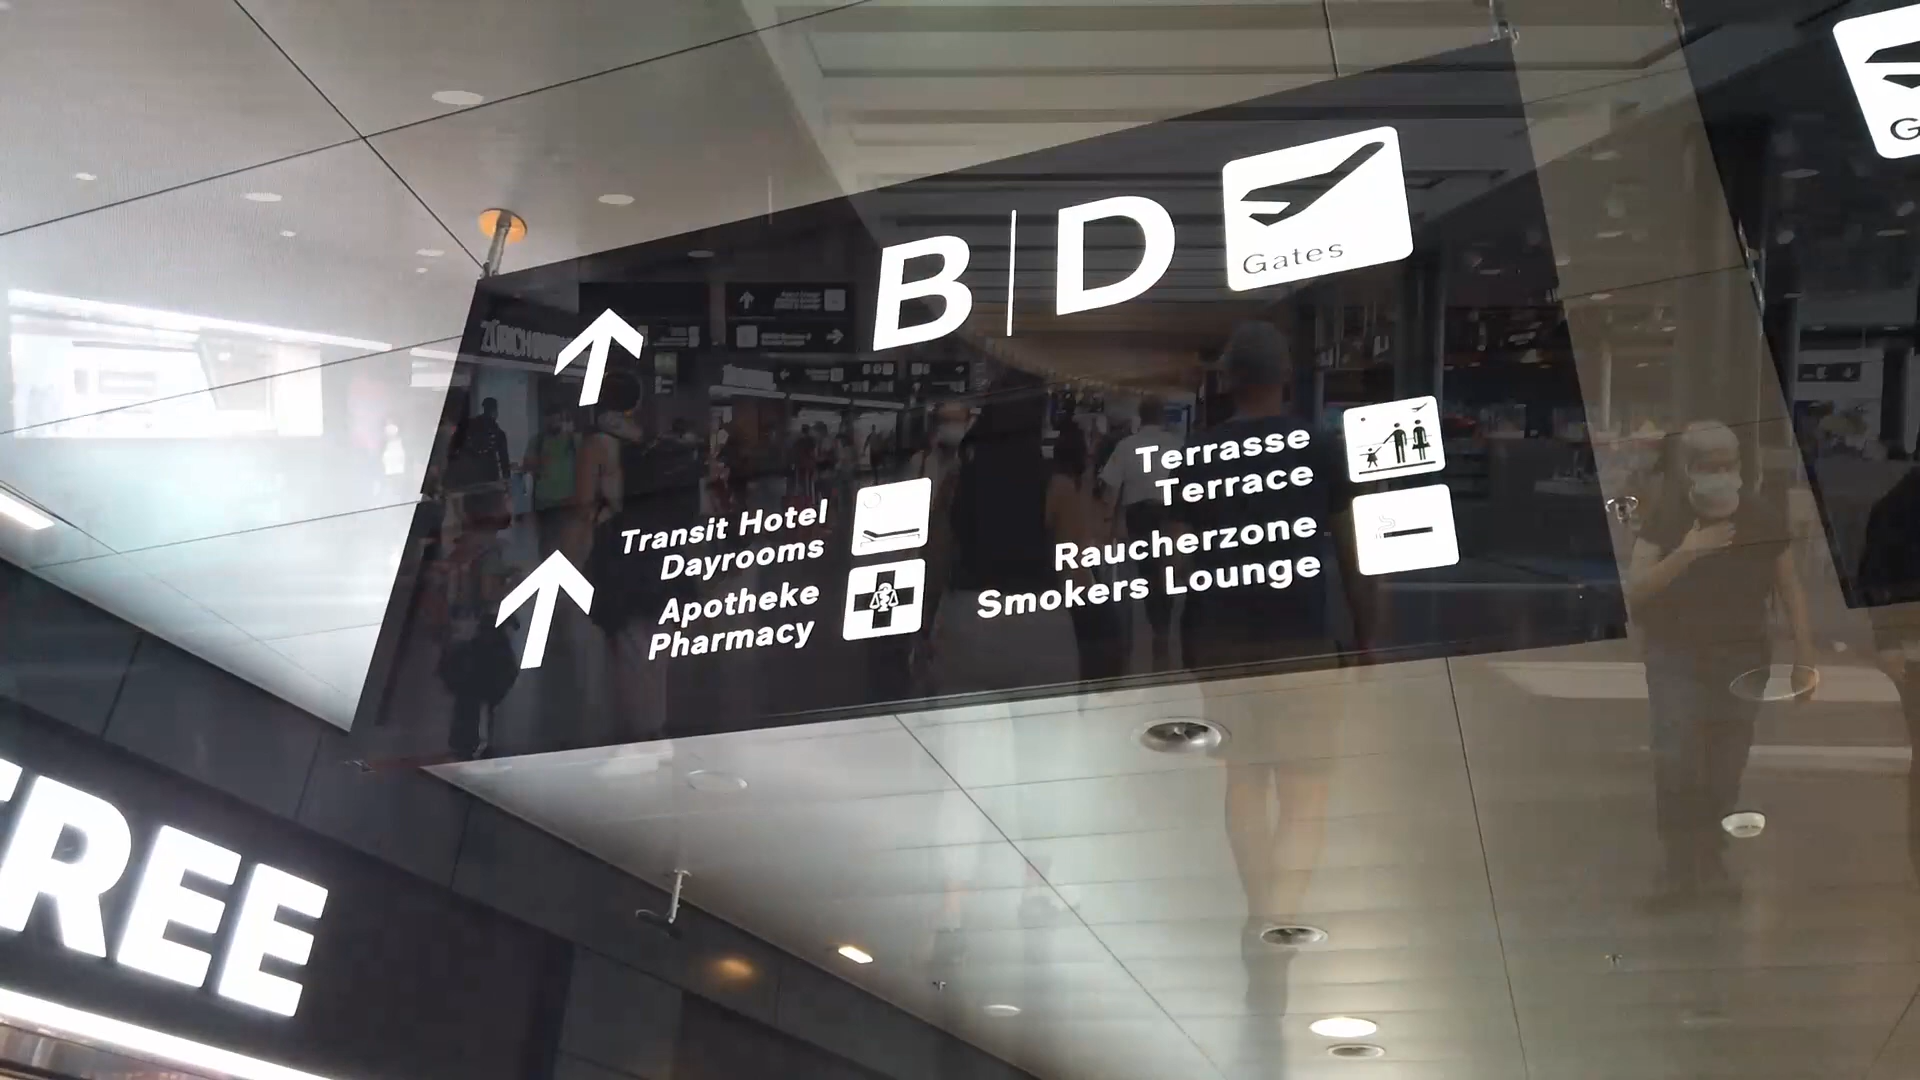 B | D
Gates
Transit Hotel
Dayrooms
Apotheke
Pharmacy
Terrasse
Terrace
Raucherzone
Smokers Lounge
REE